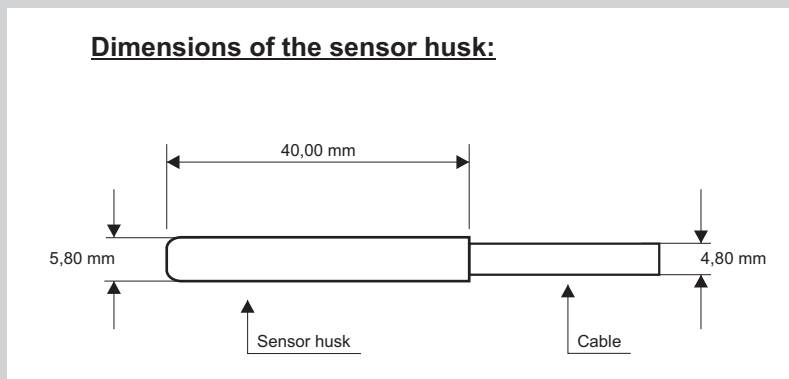 Dimensions of the sensor husk:
40,00 mm
5,80 mm
4,80 mm
Sensor husk
Cable